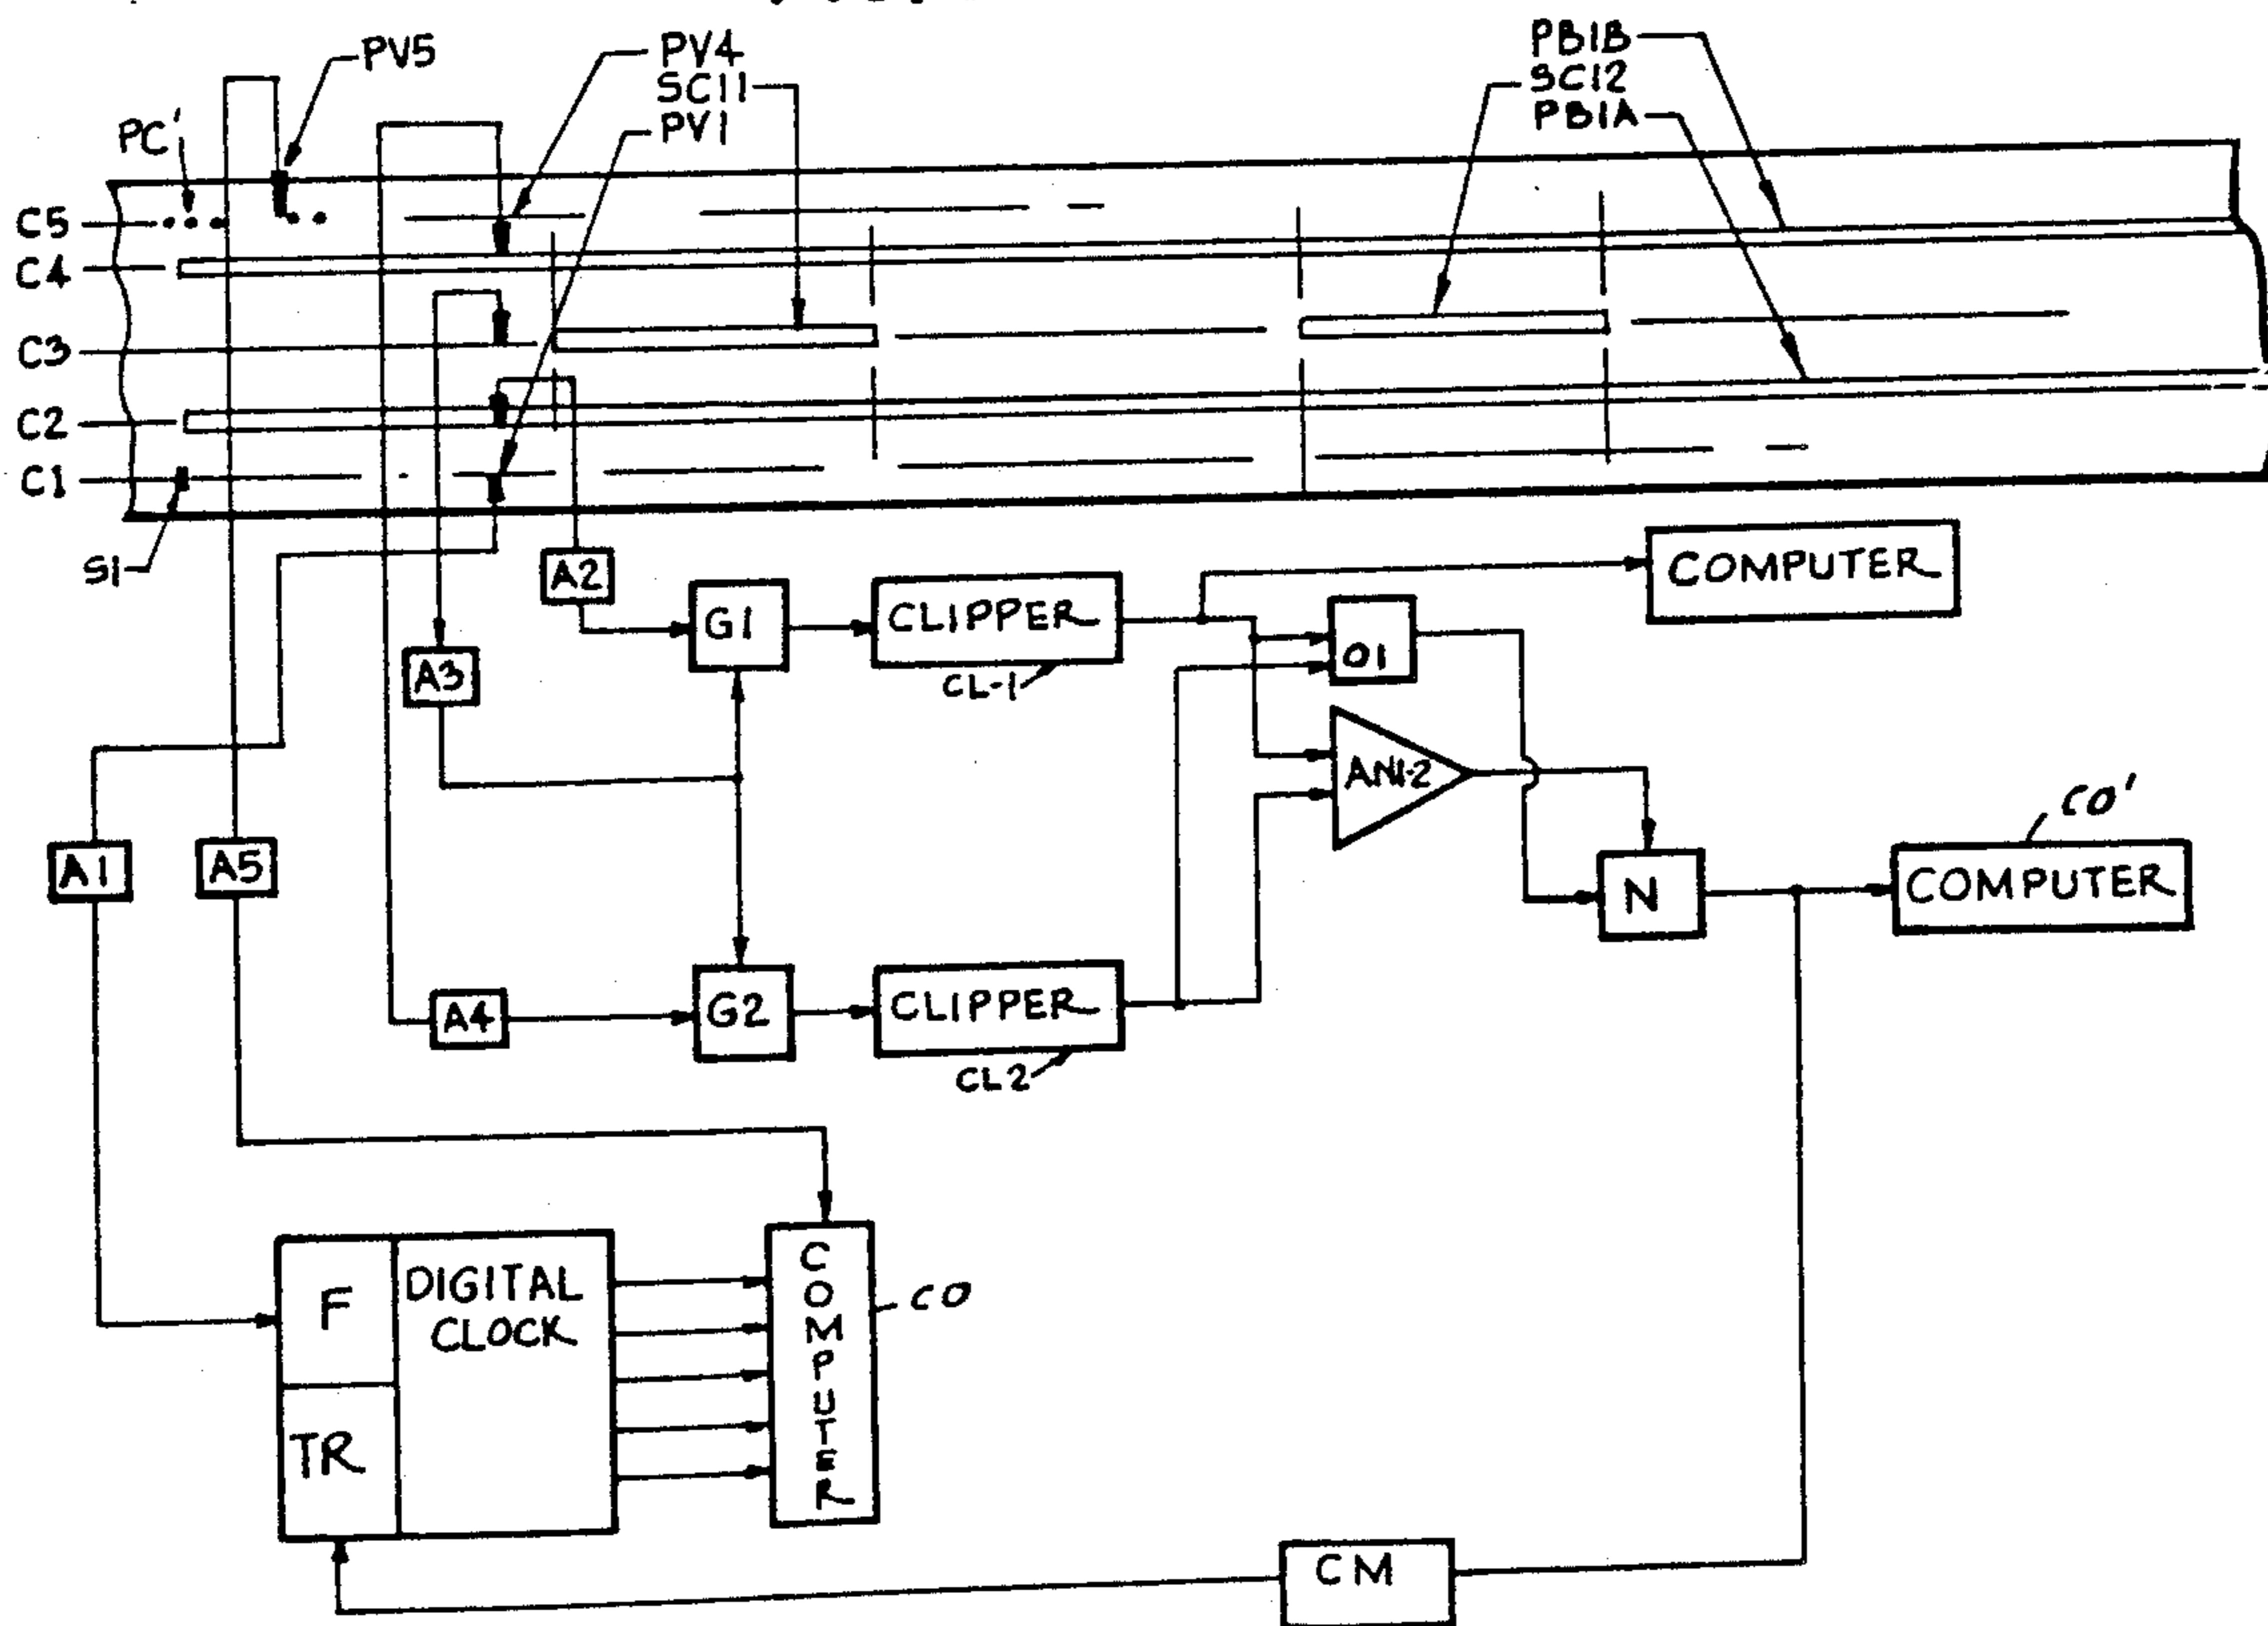 PV5
PV4
SC11
PV1
PB1B
SC12
PB1A
PC'
C5
C4
C3
C2
C1
S1
A2
G1
CLIPPER
CL-1
COMPUTER
O1
A3
AN1-2
CO'
A1
A5
N
COMPUTER
A4
G2
CLIPPER
CL2
F
DIGITAL
CLOCK
COMPUTER
CO
TR
CM